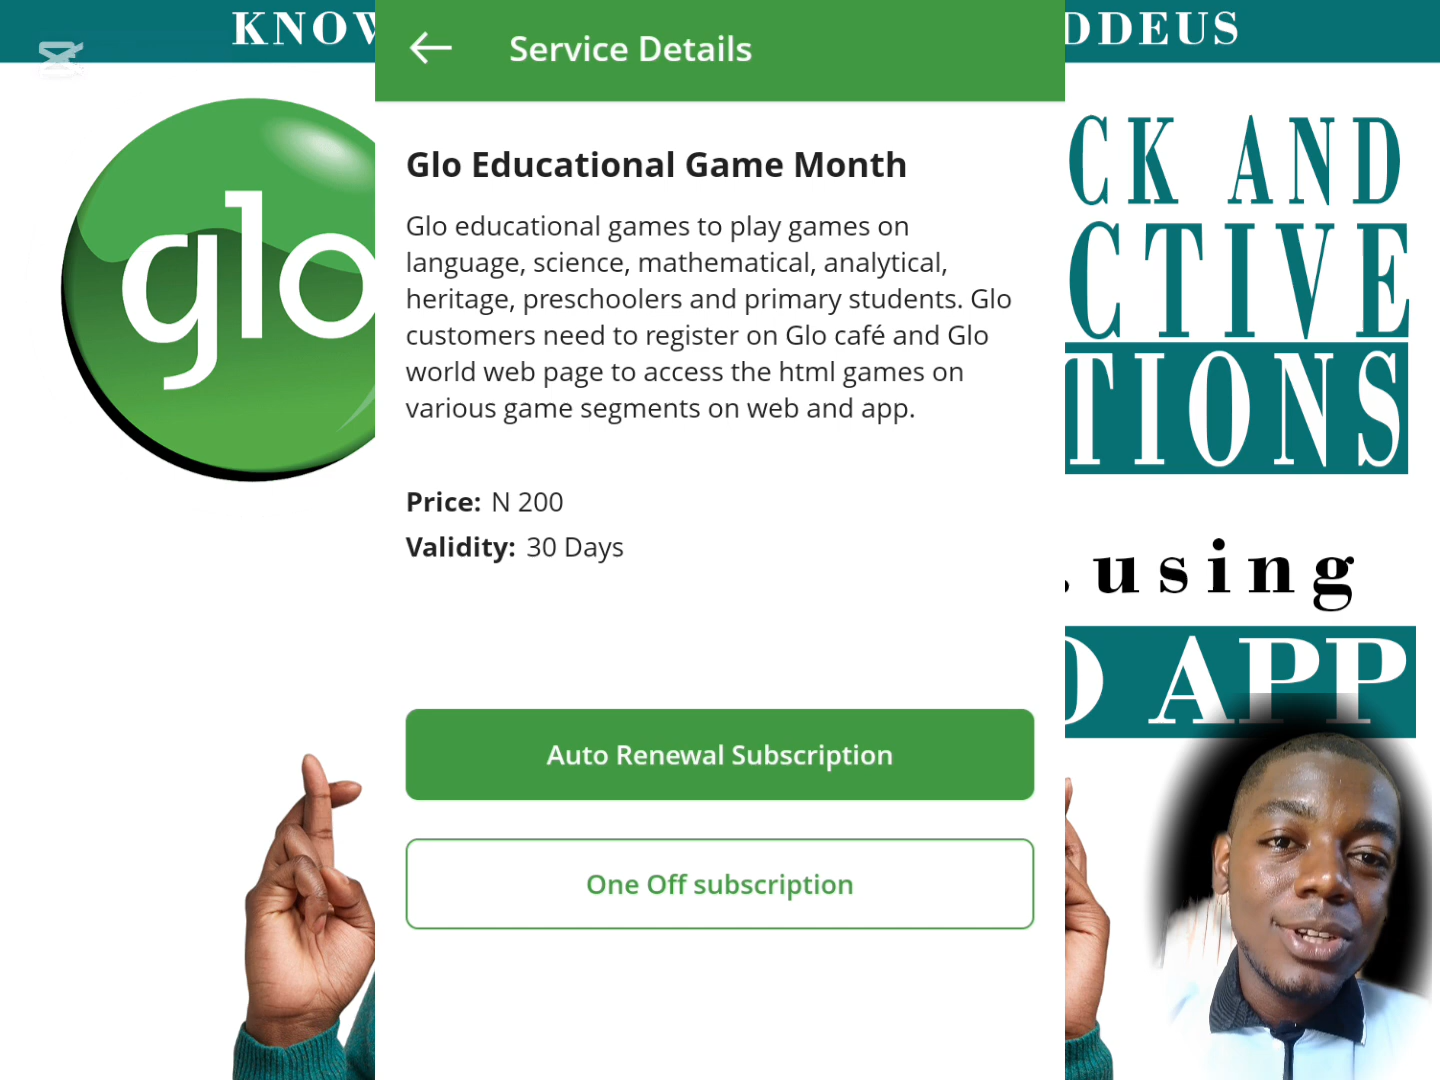 KNOW
DDEUS
glo
Service Details
Glo Educational Game Month
Glo educational games to play games on
language, science, mathematical, analytical,
heritage, preschoolers and primary students. Glo
customers need to register on Glo café and Glo
world web page to access the html games on
various game segments on web and app.
Price: N 200
Validity: 30 Days
Auto Renewal Subscription
One Off subscription
CK AND
CTIVE
TIONS
using
APP